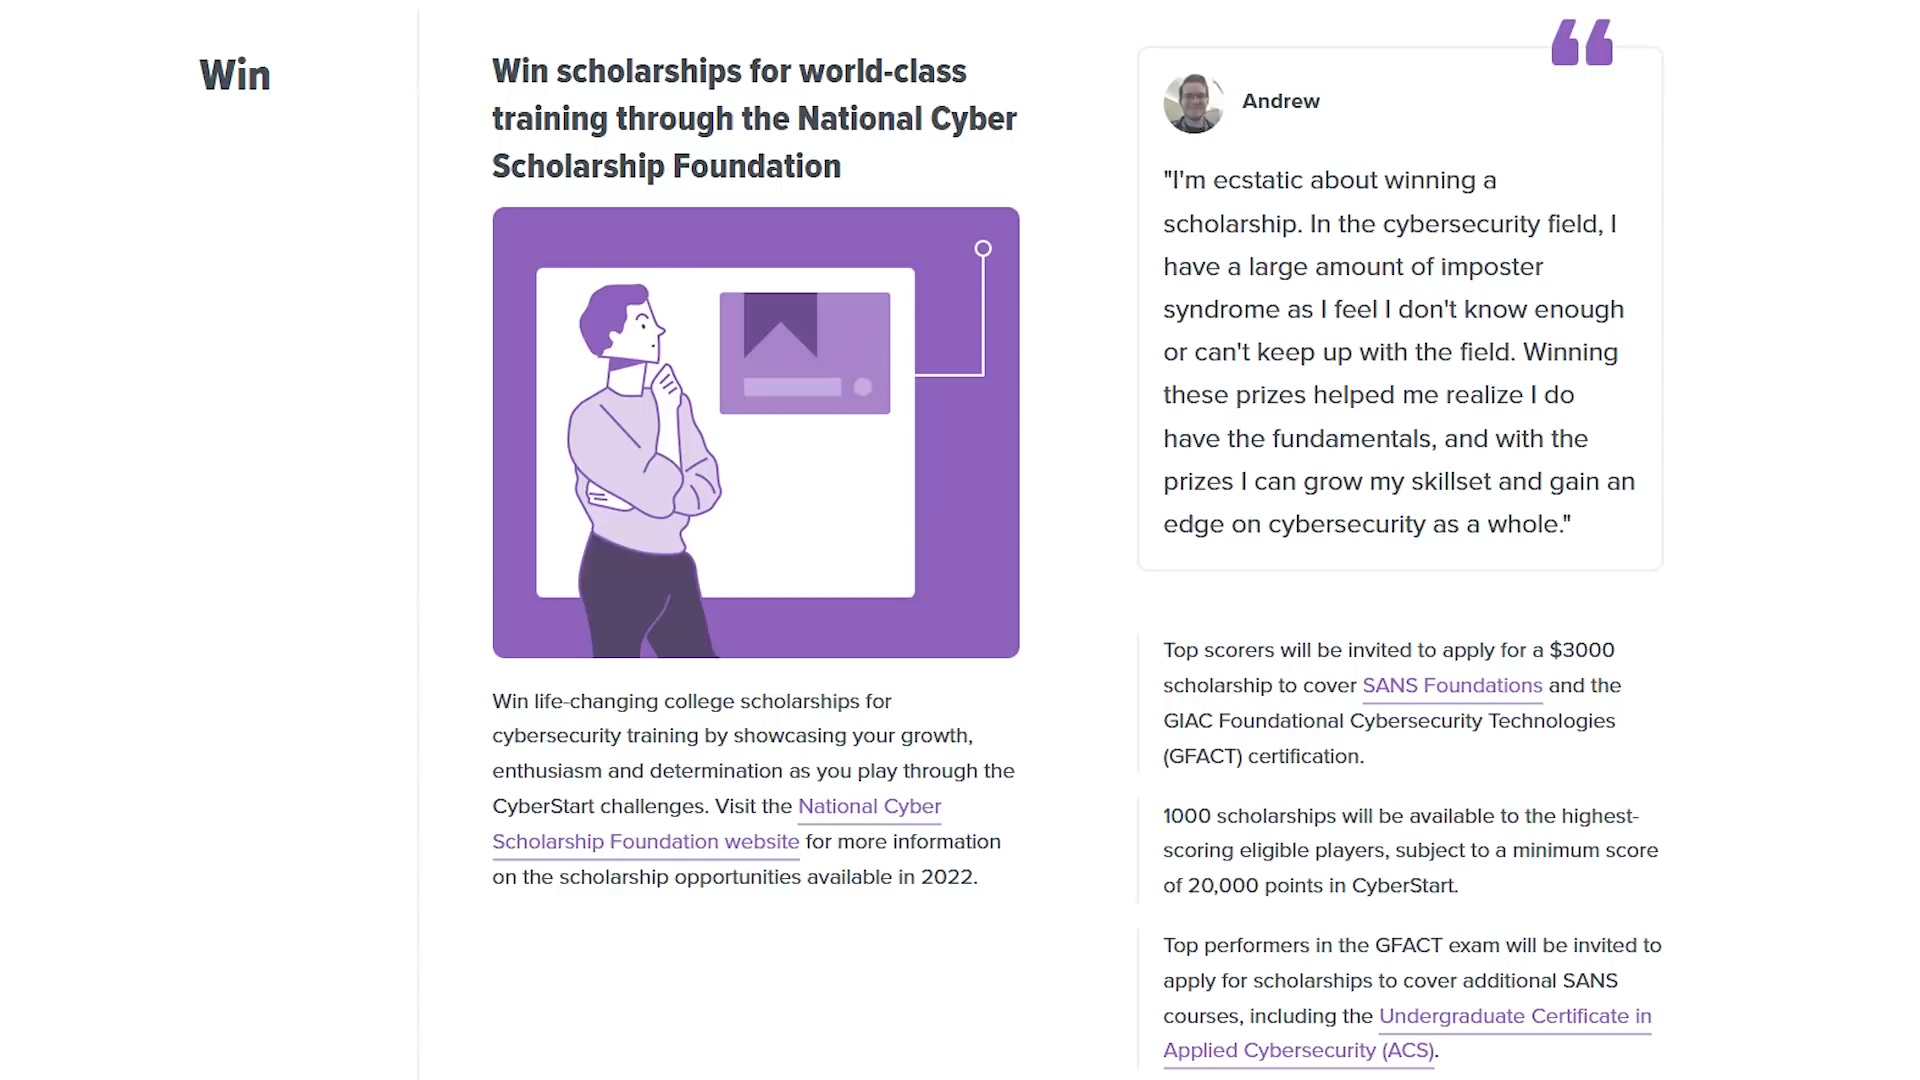 Win
Win scholarships for world-class
training through the National Cyber
Scholarship Foundation
Win life-changing college scholarships for
cybersecurity training by showcasing your growth,
enthusiasm and determination as you play through the
CyberStart challenges. Visit the National Cyber
Scholarship Foundation website for more information
on the scholarship opportunities available in 2022.
Andrew
"I'm ecstatic about winning a
scholarship. In the cybersecurity field, I
have a large amount of imposter
syndrome as I feel I don't know enough
or can't keep up with the field. Winning
these prizes helped me realize I do
have the fundamentals, and with the
prizes I can grow my skillset and gain an
edge on cybersecurity as a whole."
Top scorers will be invited to apply for a $3000
scholarship to cover SANS Foundations and the
GIAC Foundational Cybersecurity Technologies
(GFACT) certification.
1000 scholarships will be available to the highest-
scoring eligible players, subject to a minimum score
of 20,000 points in CyberStart.
Top performers in the GFACT exam will be invited to
apply for scholarships to cover additional SANS
courses, including the Undergraduate Certificate in
Applied Cybersecurity (ACS).